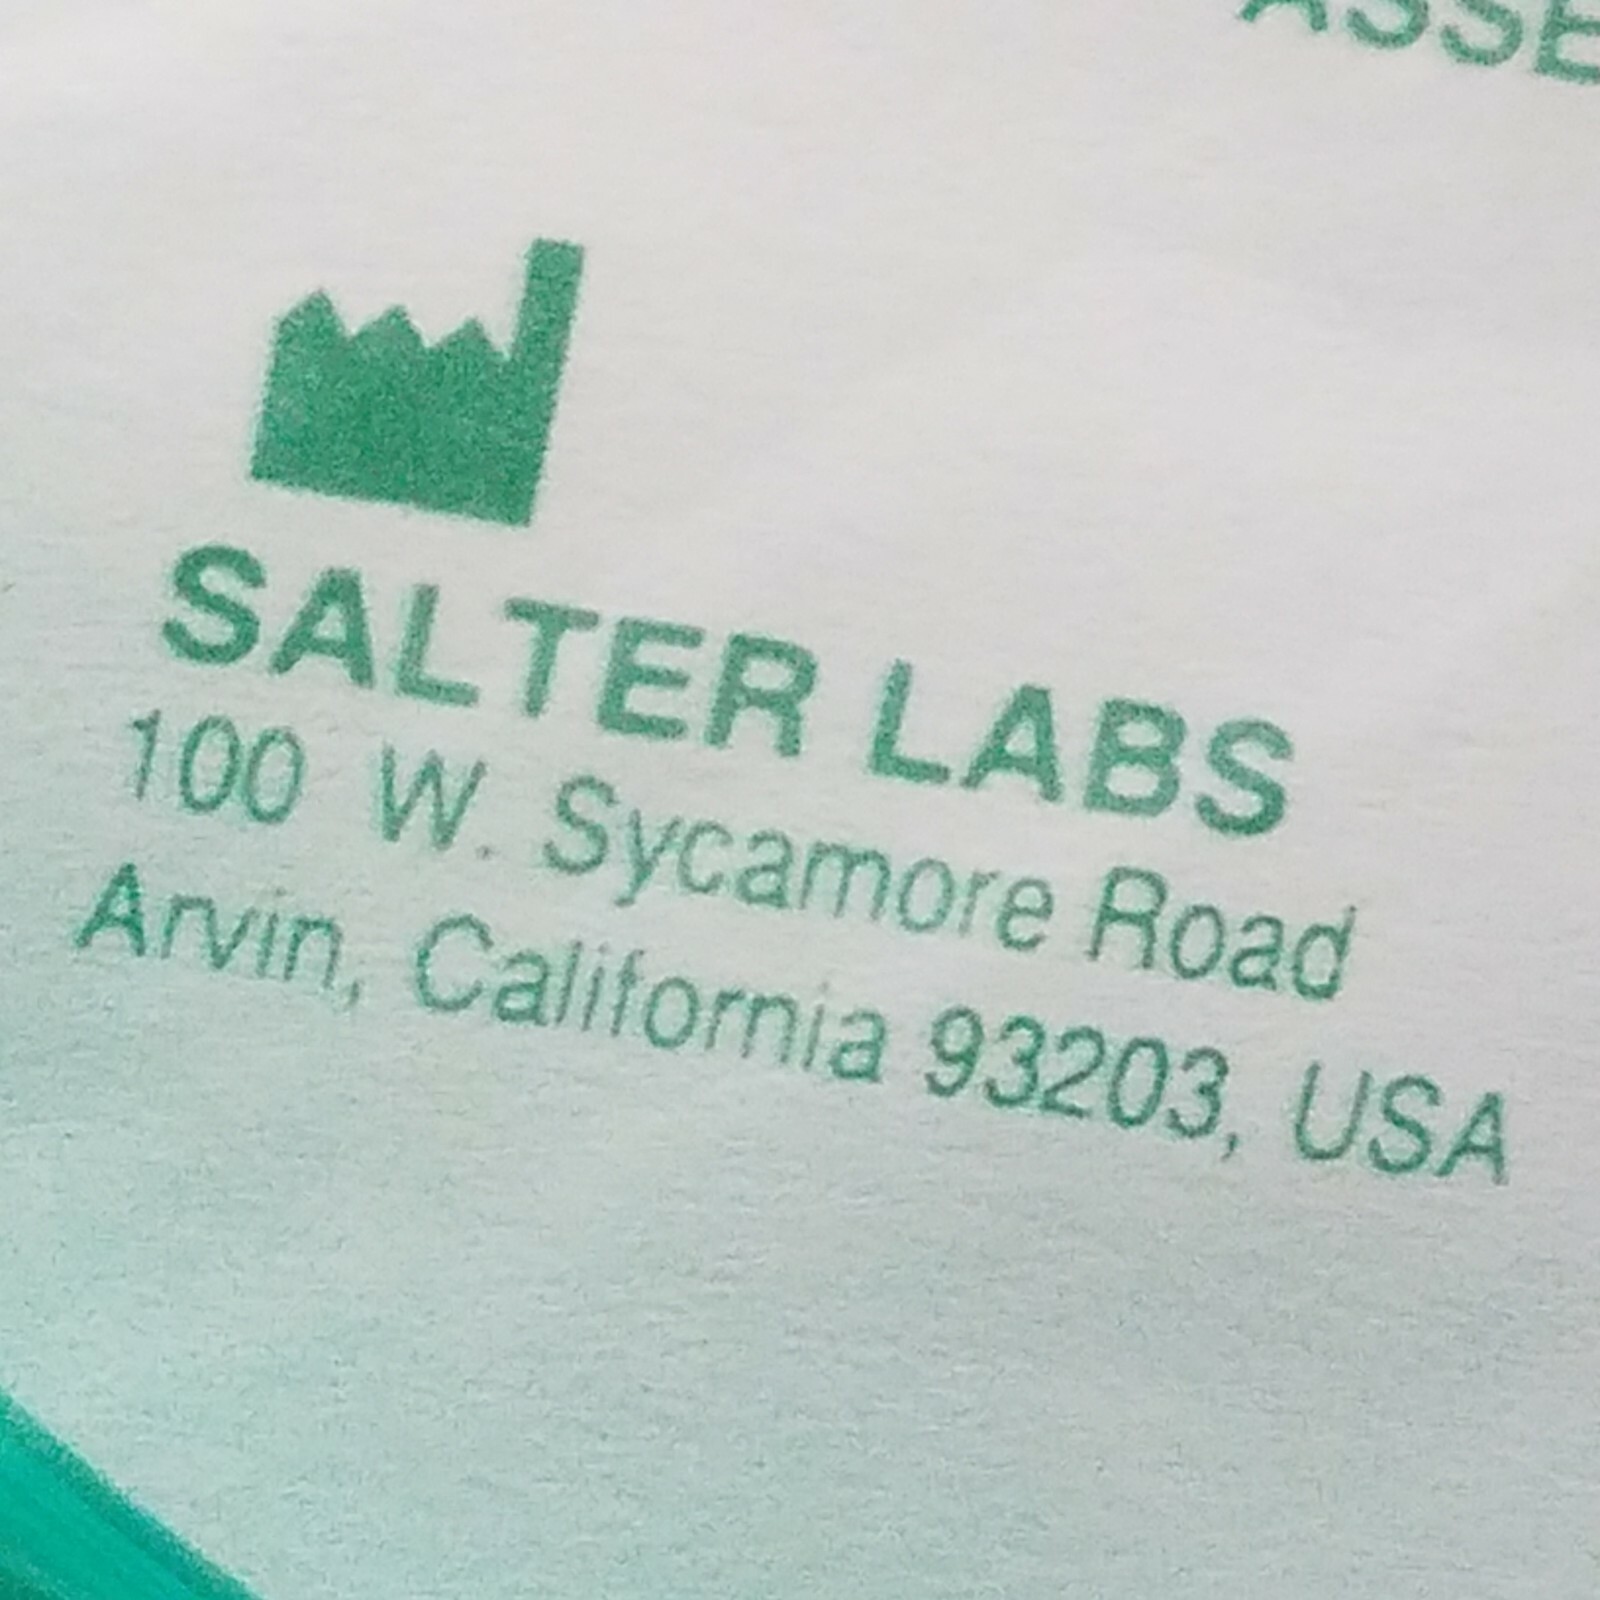 SALTER LABS
100 W. Sycamore Road
Arvin, California 93203, USA